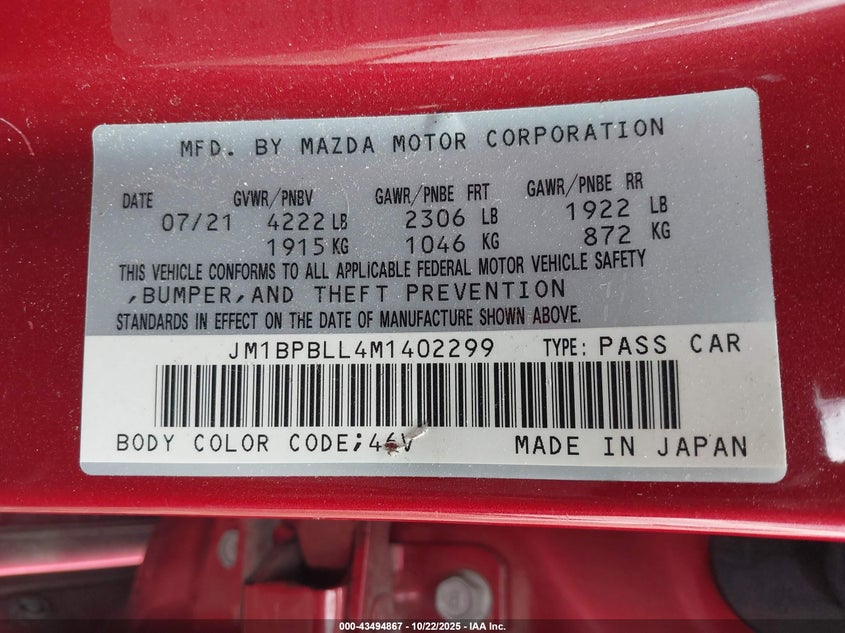 MFD. BY MAZDA MOTOR CORPORATION
DATE GVWR/PNBV GAWR/PNBE FRT GAWR/PNBE RR
07/21 4222 LB 2306 LB 1922 LB
1915 KG 1046 KG 872 KG
THIS VEHICLE CONFORMS TO ALL APPLICABLE FEDERAL MOTOR VEHICLE SAFETY
,BUMPER,AND THEFT PREVENTION
STANDARDS IN EFFECT ON THE DATE OF MANUFACTURE SHOWN ABOVE.
JM1BPBLL4M1402299 TYPE: PASS CAR
BODY COLOR CODE;46V MADE IN JAPAN
000-43494867 - 10/22/2025 - IAA Inc.